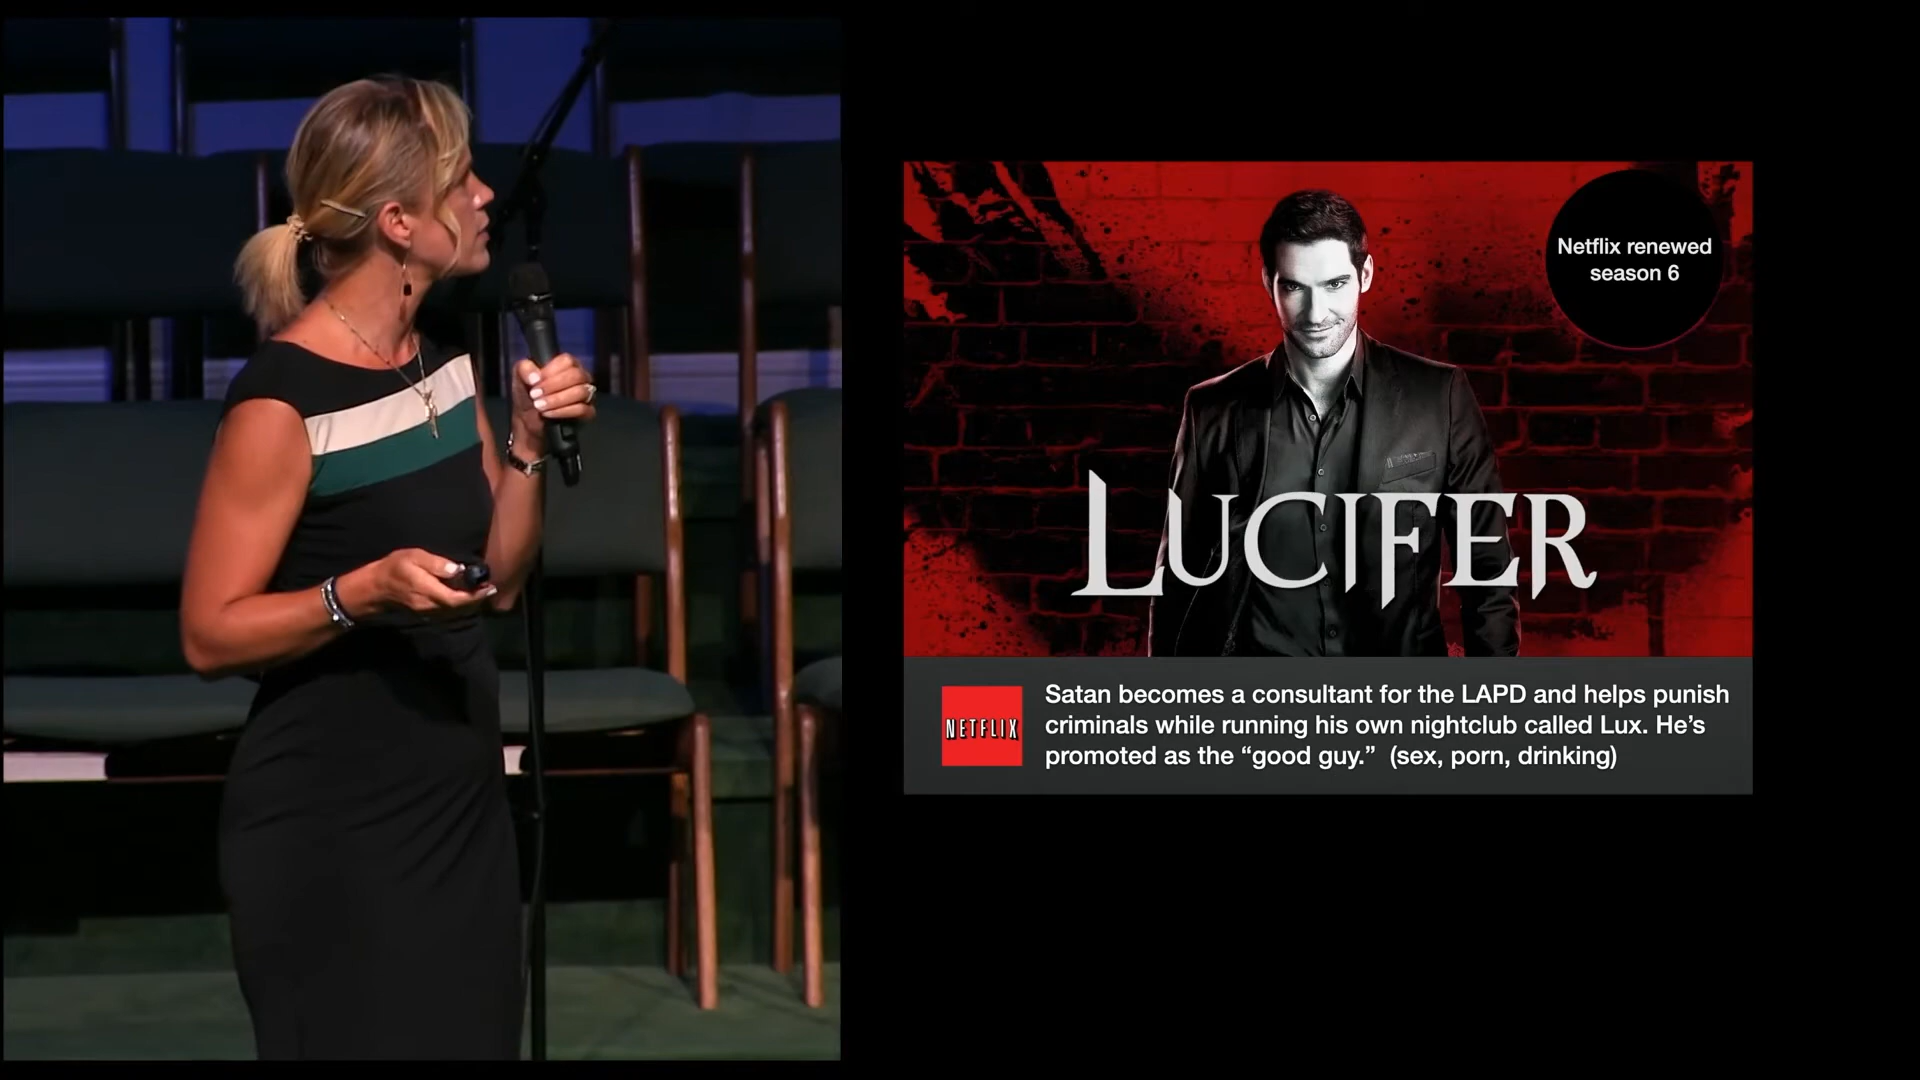 Netflix renewed
season 6
LUCIFER
NETFLIX
Satan becomes a consultant for the LAPD and helps punish
criminals while running his own nightclub called Lux. He’s
promoted as the “good guy.” (sex, porn, drinking)